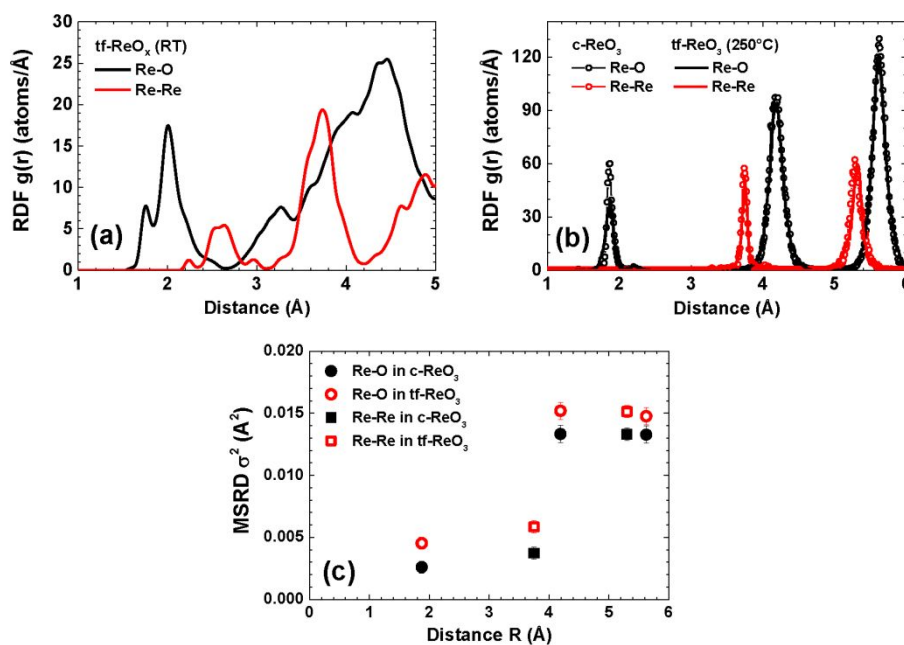 tf-ReOₓ (RT)
Re-O
Re-Re
RDF g(r) (atoms/Å)
30
25
20
15
10
5
0
(a)
1 2 3 4 5
Distance (Å)
c-ReO₃ tf-ReO₃ (250°C)
Re-O Re-O
Re-Re Re-Re
RDF g(r) (atoms/Å)
120
90
60
30
0
(b)
1 2 3 4 5 6
Distance (Å)
Re-O in c-ReO₃
Re-O in tf-ReO₃
Re-Re in c-ReO₃
Re-Re in tf-ReO₃
MSRD σ² (Å²)
0.020
0.015
0.010
0.005
0.000
(c)
0 1 2 3 4 5 6
Distance R (Å)